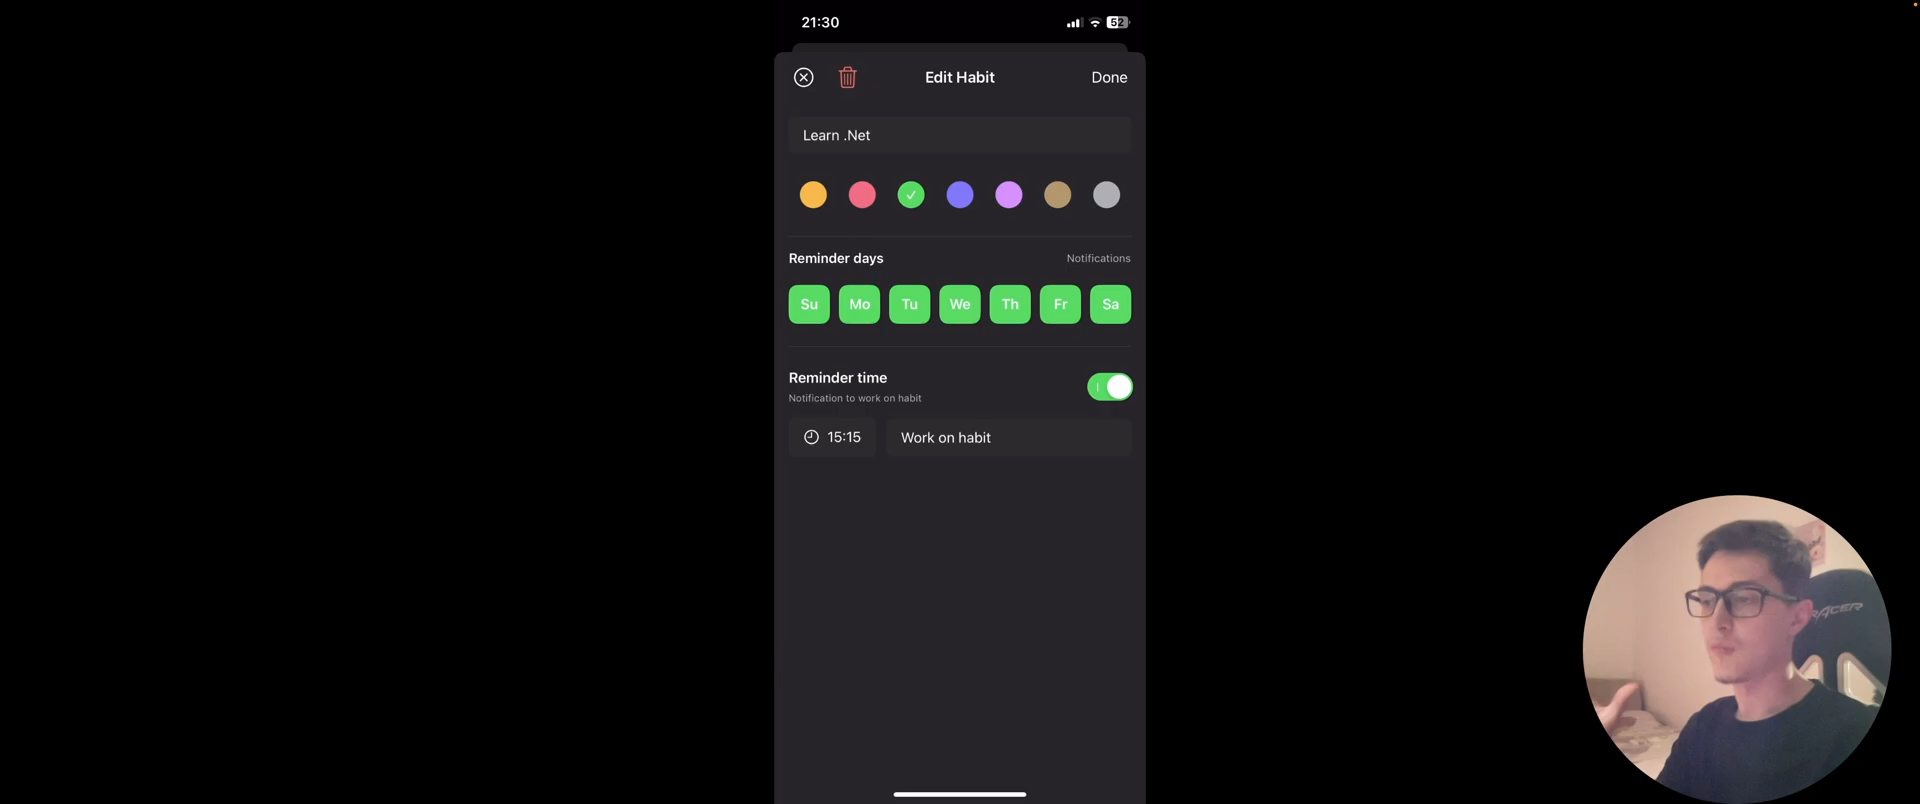 21:30
52
Edit Habit
Done
Learn .Net
Reminder days
Notifications
Su Mo Tu We Th Fr Sa
Reminder time
Notification to work on habit
15:15
Work on habit
RACER